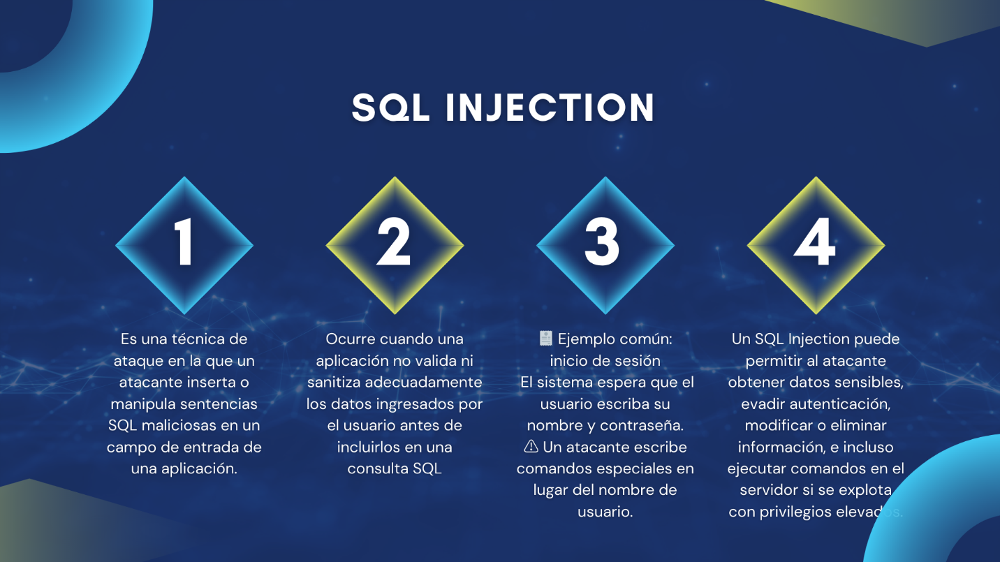 SQL INJECTION
1
Es una técnica de
ataque en la que un
atacante inserta o
manipula sentencias
SQL maliciosas en un
campo de entrada de
una aplicación.
2
Ocurre cuando una
aplicación no valida ni
sanitiza adecuadamente
los datos ingresados por
el usuario antes de
incluirlos en una
consulta SQL
3
🧾 Ejemplo común:
inicio de sesión
El sistema espera que el
usuario escriba su
nombre y contraseña.
⚠ Un atacante escribe
comandos especiales en
lugar del nombre de
usuario.
4
Un SQL Injection puede
permitir al atacante
obtener datos sensibles,
evadir autenticación,
modificar o eliminar
información, e incluso
ejecutar comandos en el
servidor si se explota
con privilegios elevados.